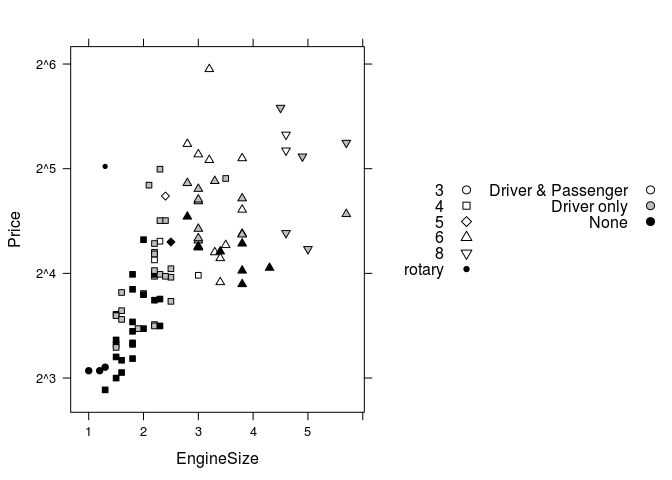 2^6
2^5
2^4
2^3
Price
1 2 3 4 5
EngineSize
3
4
5
6
8
rotary
Driver & Passenger
Driver only
None